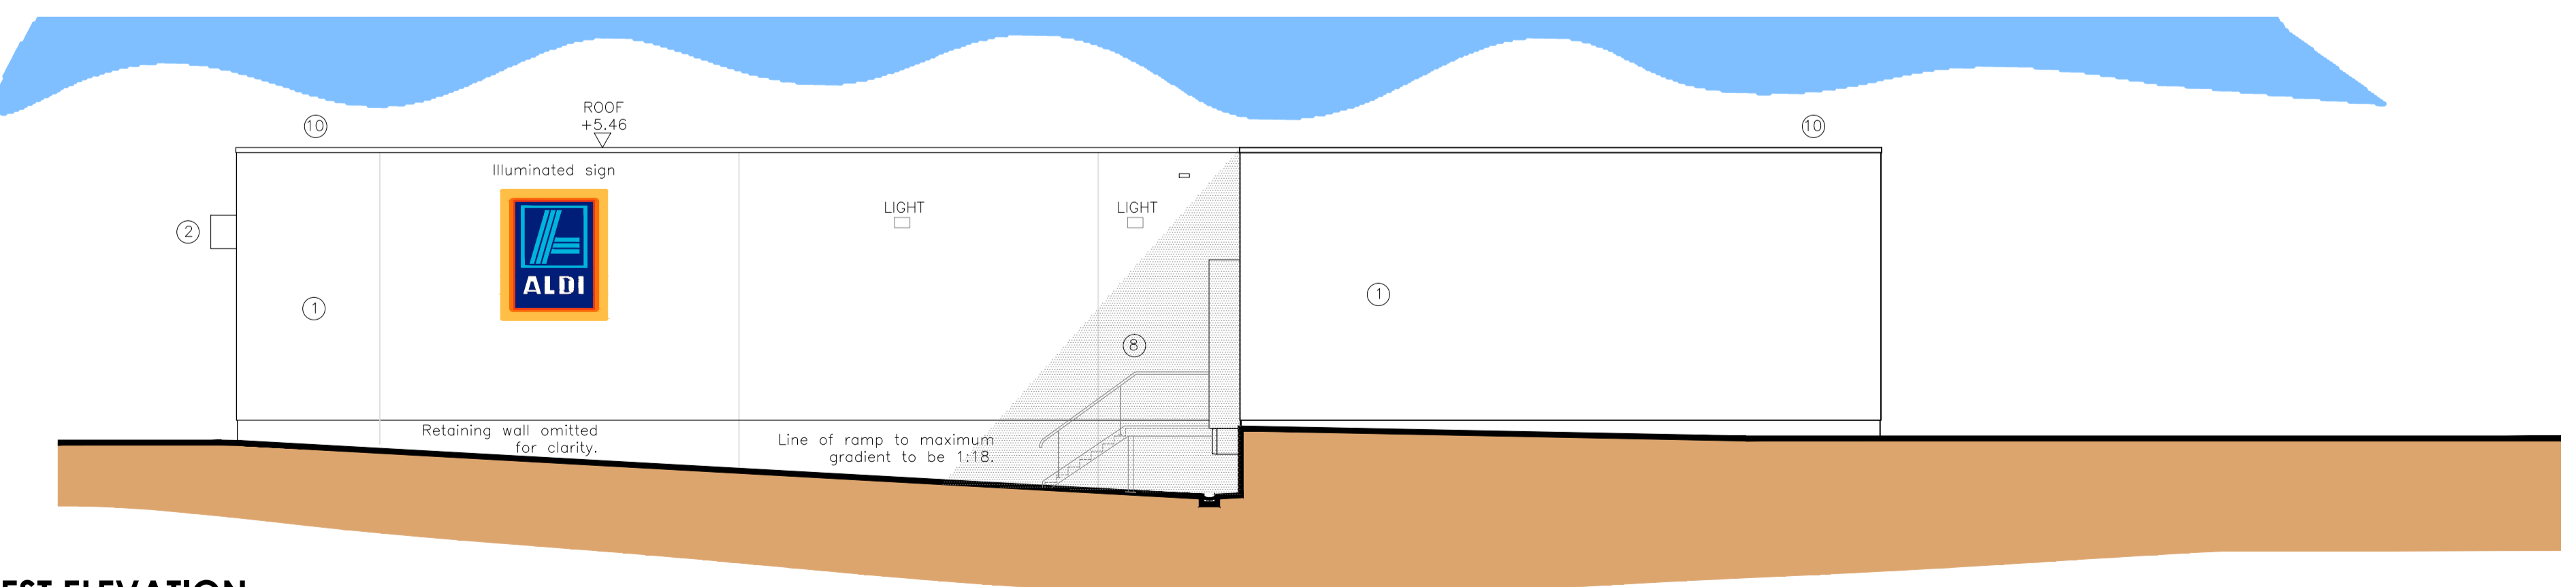 10
ROOF
+5.46
10
Illuminated sign
LIGHT
LIGHT
2
ALDI
1
1
8
Retaining wall omitted
for clarity.
Line of ramp to maximum
gradient to be 1:18.
ELEVATION